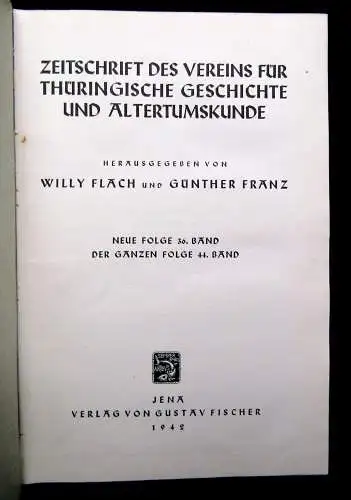 ZEITSCHRIFT DES VEREINS FÜR
THÜRINGISCHE GESCHICHTE
UND ALTERTUMSKUNDE
HERAUSGEGEBEN VON
WILLY FLACH UND GÜNTHER FRANZ
NEUE FOLGE 36. BAND
DER GANZEN FOLGE 44. BAND
SEMPER
JENA
VERLAG VON GUSTAV FISCHER
1942